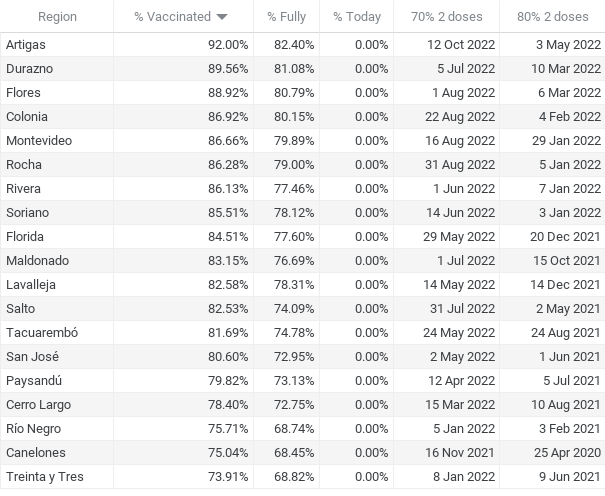 Region % Vaccinated % Fully % Today 70% 2 doses 80% 2 doses
Artigas 92.00% 82.40% 0.00% 12 Oct 2022 3 May 2022
Durazno 89.56% 81.08% 0.00% 5 Jul 2022 10 Mar 2022
Flores 88.92% 80.79% 0.00% 1 Aug 2022 6 Mar 2022
Colonia 86.92% 80.15% 0.00% 22 Aug 2022 4 Feb 2022
Montevideo 86.66% 79.89% 0.00% 16 Aug 2022 29 Jan 2022
Rocha 86.28% 79.00% 0.00% 31 Aug 2022 5 Jan 2022
Rivera 86.13% 77.46% 0.00% 1 Jun 2022 7 Jan 2022
Soriano 85.51% 78.12% 0.00% 14 Jun 2022 3 Jan 2022
Florida 84.51% 77.60% 0.00% 29 May 2022 20 Dec 2021
Maldonado 83.15% 76.69% 0.00% 1 Jul 2022 15 Oct 2021
Lavalleja 82.58% 78.31% 0.00% 14 May 2022 14 Dec 2021
Salto 82.53% 74.09% 0.00% 31 Jul 2022 2 May 2021
Tacuarembó 81.69% 74.78% 0.00% 24 May 2022 24 Aug 2021
San José 80.60% 72.95% 0.00% 2 May 2022 1 Jun 2021
Paysandú 79.82% 73.13% 0.00% 12 Apr 2022 5 Jul 2021
Cerro Largo 78.40% 72.75% 0.00% 15 Mar 2022 10 Aug 2021
Río Negro 75.71% 68.74% 0.00% 5 Jan 2022 3 Feb 2021
Canelones 75.04% 68.45% 0.00% 16 Nov 2021 25 Apr 2020
Treinta y Tres 73.91% 68.82% 0.00% 8 Jan 2022 9 Jun 2021